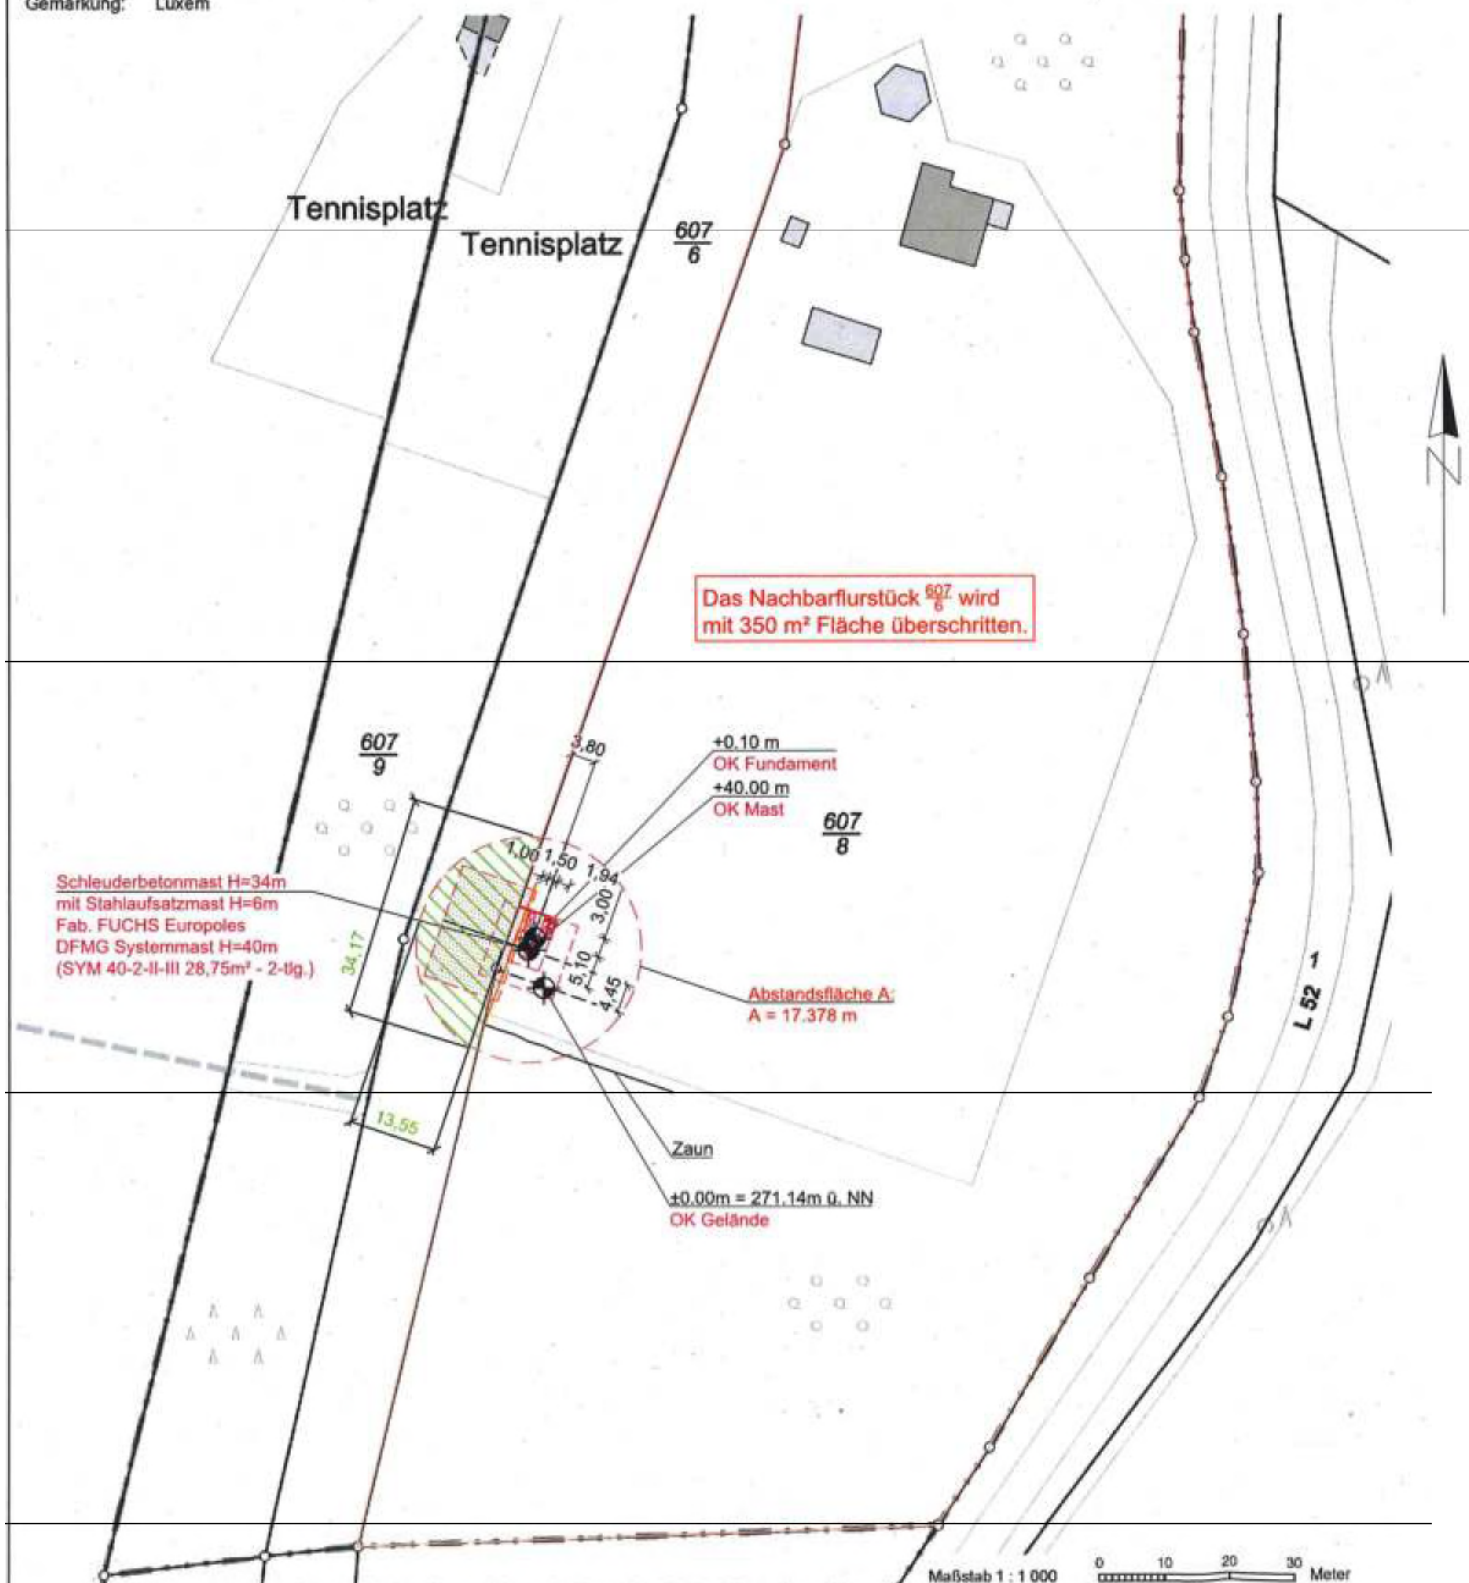 Gemarkung: Luxem
Tennisplatz
Tennisplatz
607
6
Das Nachbarflurstück 607/6 wird
mit 350 m² Fläche überschritten.
607
9
3,80
+0.10 m
OK Fundament
+40.00 m
OK Mast
607
8
1,00 1,50 1,94
3,00
Schleuderbetonmast H=34m
mit Stahlaufsatzmast H=6m
Fab. FUCHS Europoles
DFMG Systemmast H=40m
(SYM 40-2-II-III 28,75m² - 2-tlg.)
34,17
5,10
4,45
Abstandsfläche A:
A = 17.378 m
L 52
1
13,55
Zaun
±0.00m = 271.14m ü. NN
OK Gelände
N
Maßstab 1 : 1 000
0 10 20 30 Meter